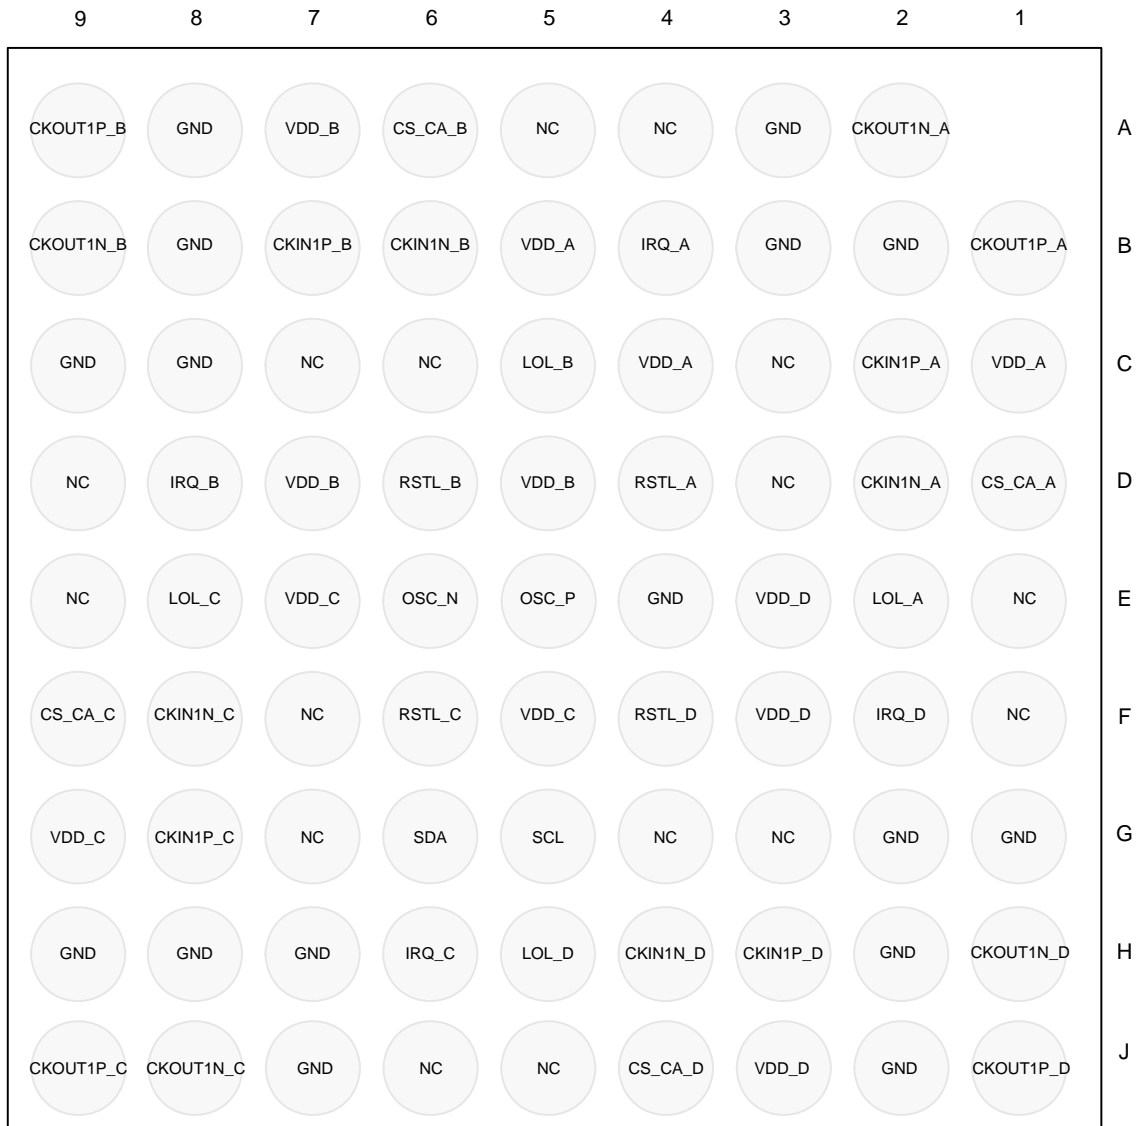 9 8 7 6 5 4 3 2 1
CKOUT1P_B GND VDD_B CS_CA_B NC NC GND CKOUT1N_A A
CKOUT1N_B GND CKIN1P_B CKIN1N_B VDD_A IRQ_A GND GND CKOUT1P_A B
GND GND NC NC LOL_B VDD_A NC CKIN1P_A VDD_A C
NC IRQ_B VDD_B RSTL_B VDD_B RSTL_A NC CKIN1N_A CS_CA_A D
NC LOL_C VDD_C OSC_N OSC_P GND VDD_D LOL_A NC E
CS_CA_C CKIN1N_C NC RSTL_C VDD_C RSTL_D VDD_D IRQ_D NC F
VDD_C CKIN1P_C NC SDA SCL NC NC GND GND G
GND GND GND IRQ_C LOL_D CKIN1N_D CKIN1P_D GND CKOUT1N_D H
CKOUT1P_C CKOUT1N_C GND NC NC CS_CA_D VDD_D GND CKOUT1P_D J